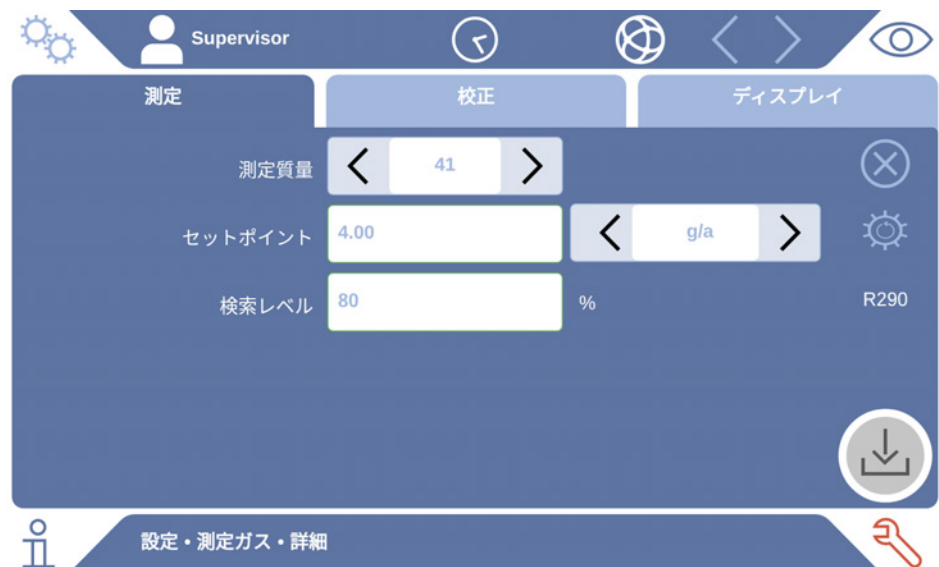 Supervisor
測定
校正
ディスプレイ
測定質量
41
セットポイント
4.00
g/a
検索レベル
80
%
R290
設定・測定ガス・詳細